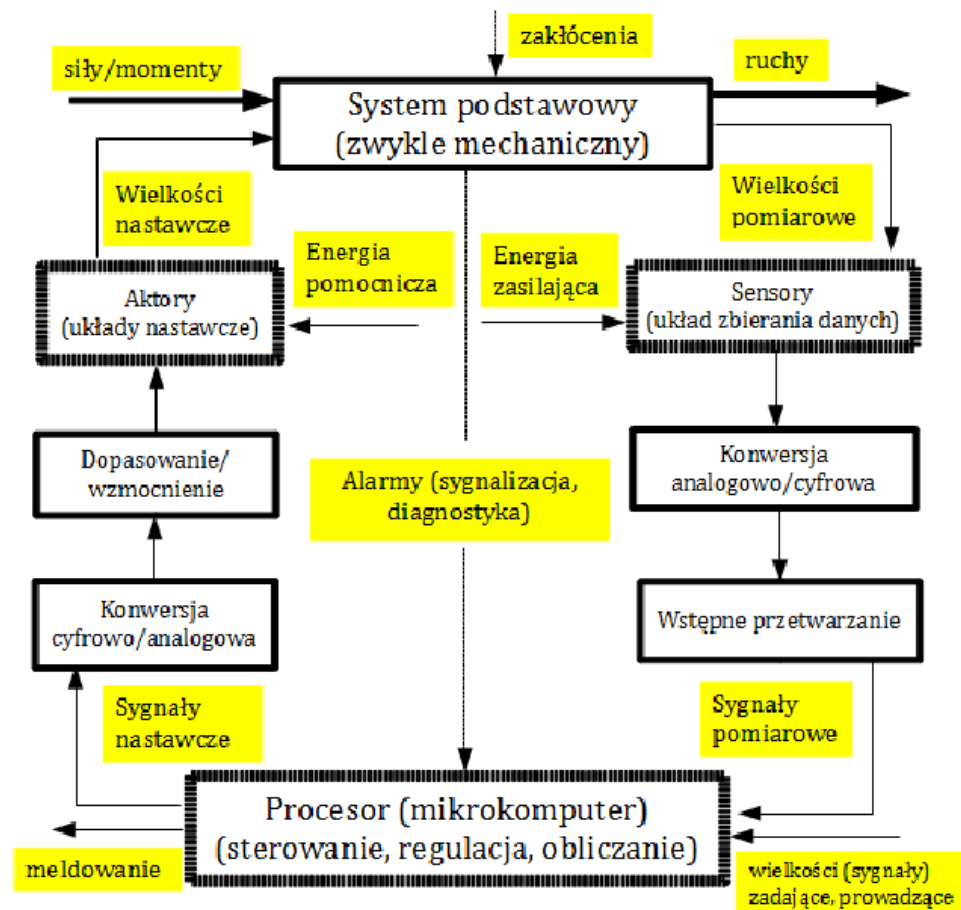 zakłócenia
siły/momenty
ruchy
System podstawowy
(zwykle mechaniczny)
Wielkości
nastawcze
Wielkości
pomiarowe
Energia
pomocnicza
Energia
zasilająca
Aktory
(układy nastawcze)
Sensory
(układ zbierania danych)
Dopasowanie/
wzmocnienie
Konwersja
analogowo/cyfrowa
Alarmy (sygnalizacja,
diagnostyka)
Konwersja
cyfrowo/analogowa
Wstępne przetwarzanie
Sygnały
nastawcze
Sygnały
pomiarowe
Procesor (mikrokomputer)
(sterowanie, regulacja, obliczanie)
meldowanie
wielkości (sygnały)
zadające, prowadzące